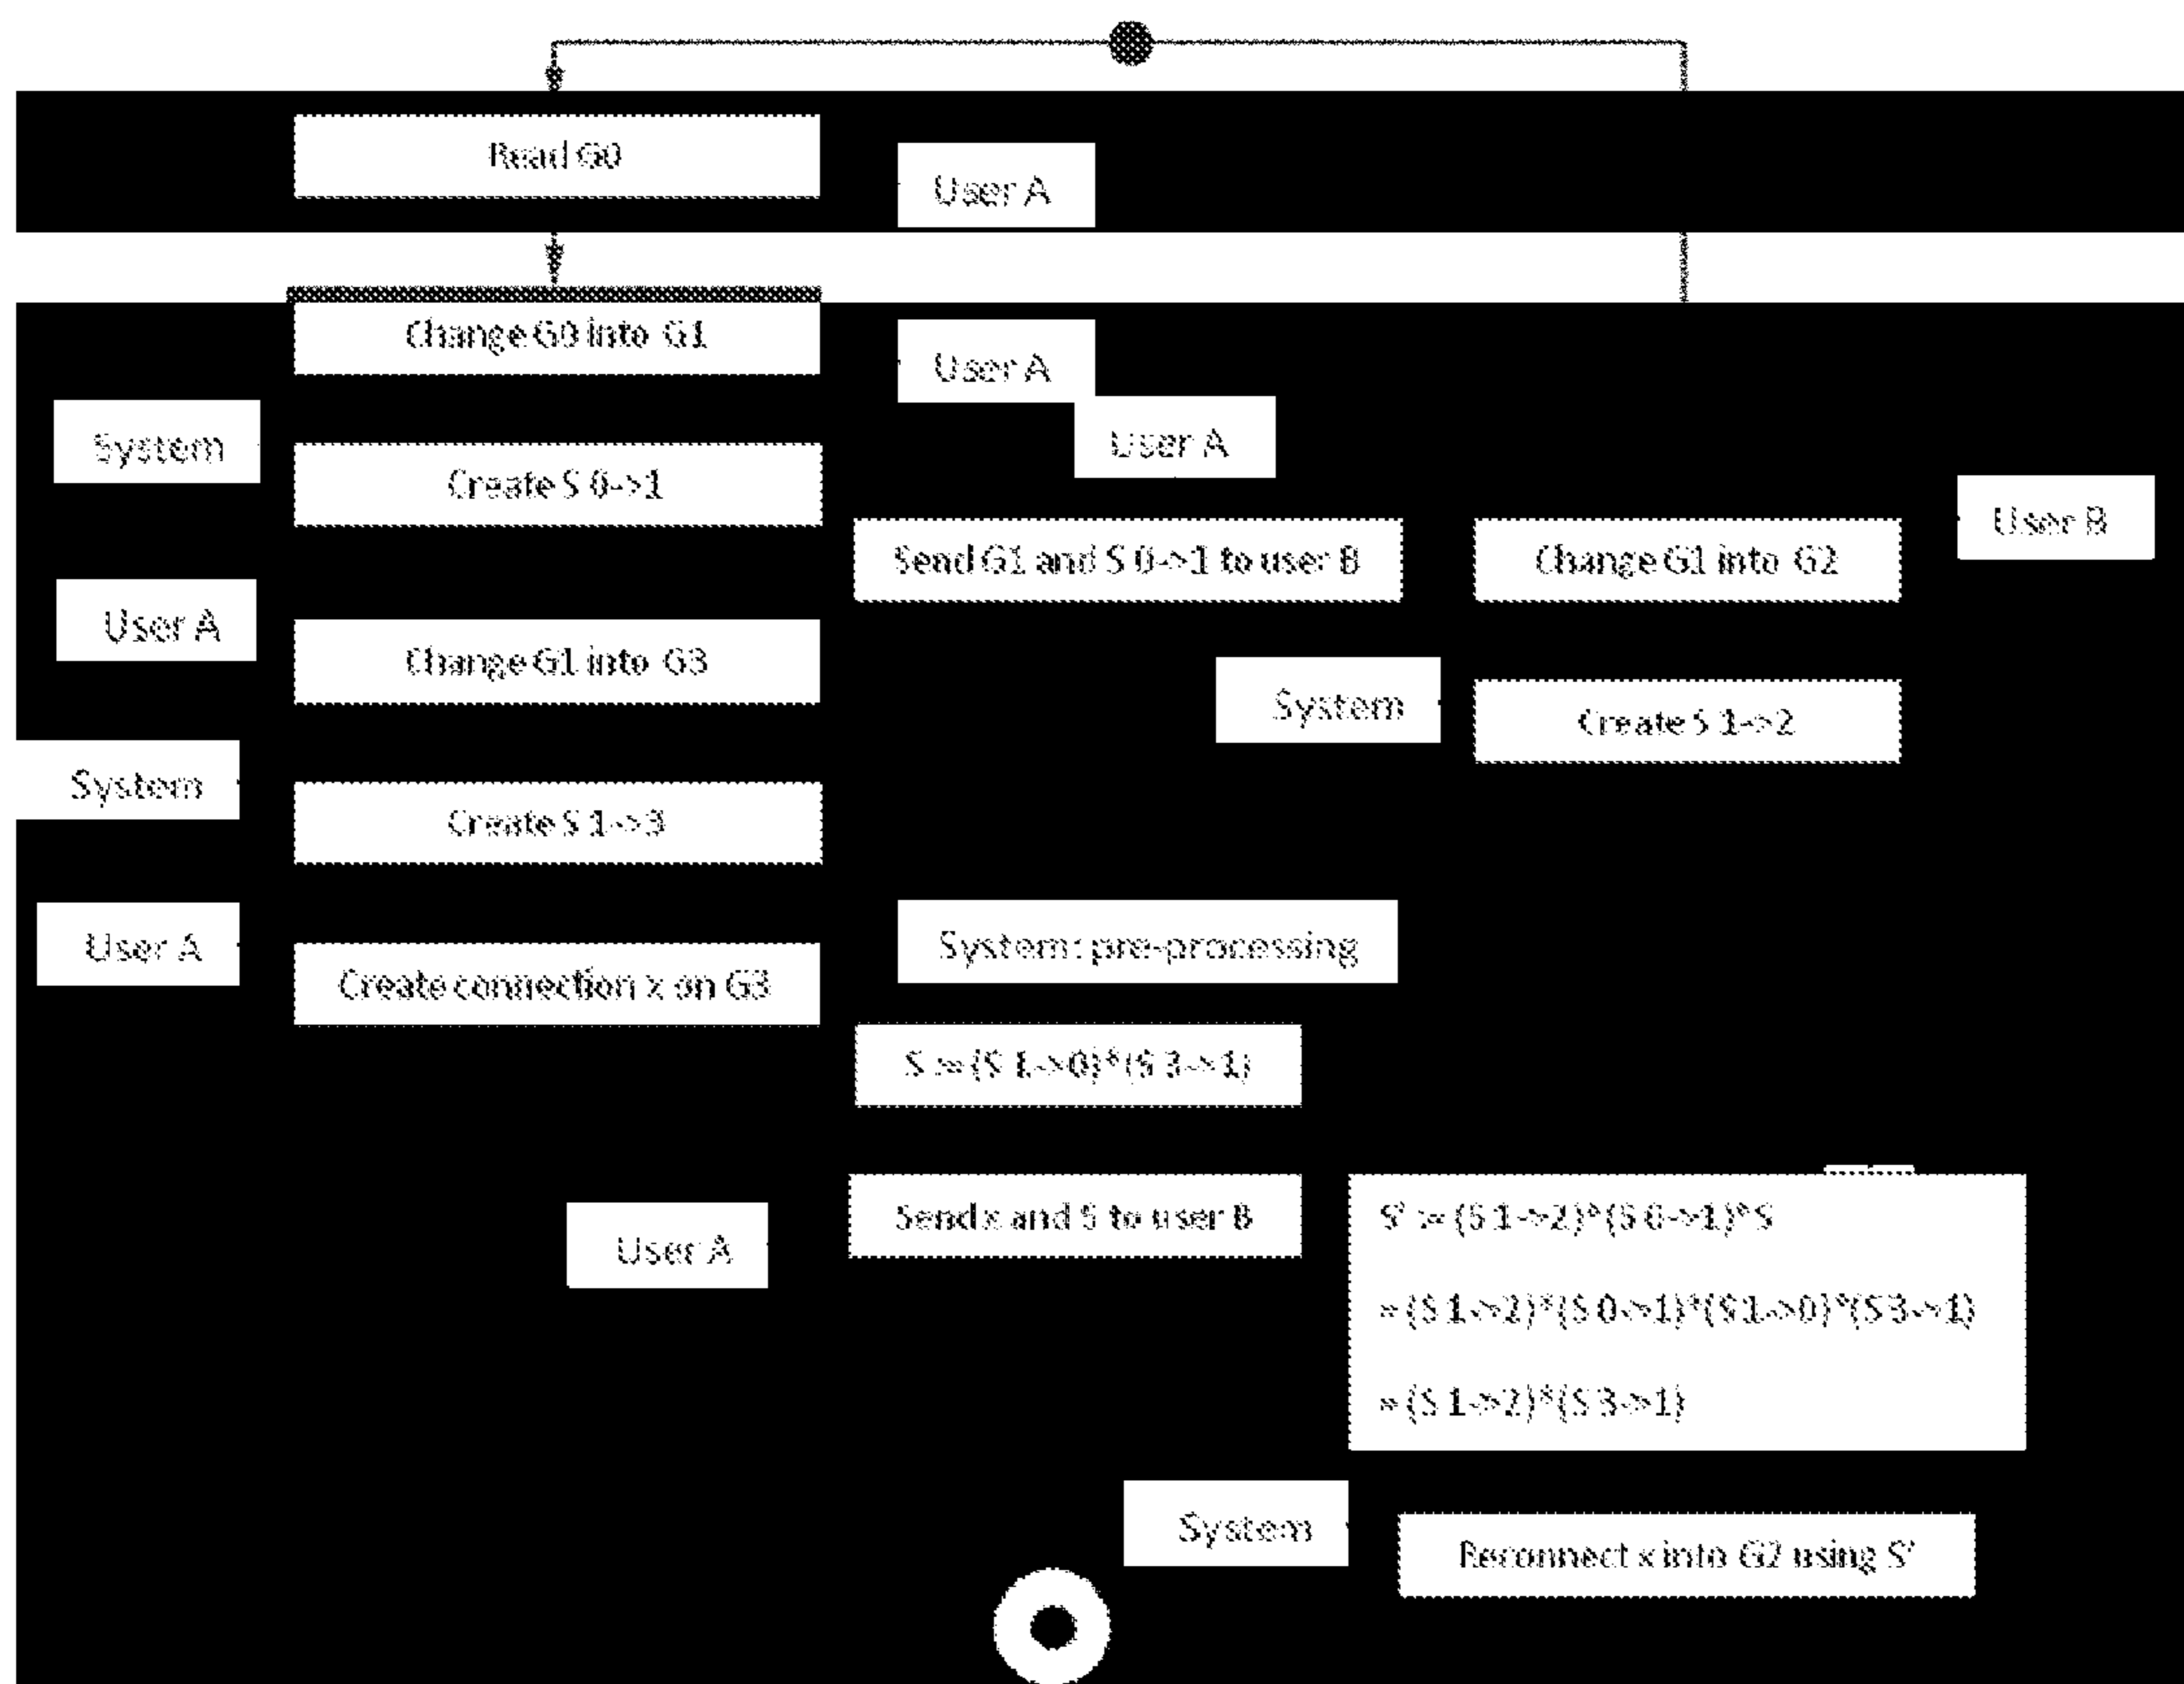 Read G0
User A
Change G0 into G1
User A
System
User A
Create S 0->1
User B
Send G1 and S 0->1 to user B
Change G1 into G2
User A
Change G1 into G3
System
Create S 1->2
System
Create S 1->3
User A
System: pre-processing
Create connection x on G3
S := (S 1->0)*(S 3->1)
Send x and S to user B
User A
S' := (S 1->2)*(S 0->1)*S
=(S 1->2)*(S 0->1)*(S 1->0)*(S 3->1)
=(S 1->2)*(S 3->1)
System
Reconnect x into G2 using S'